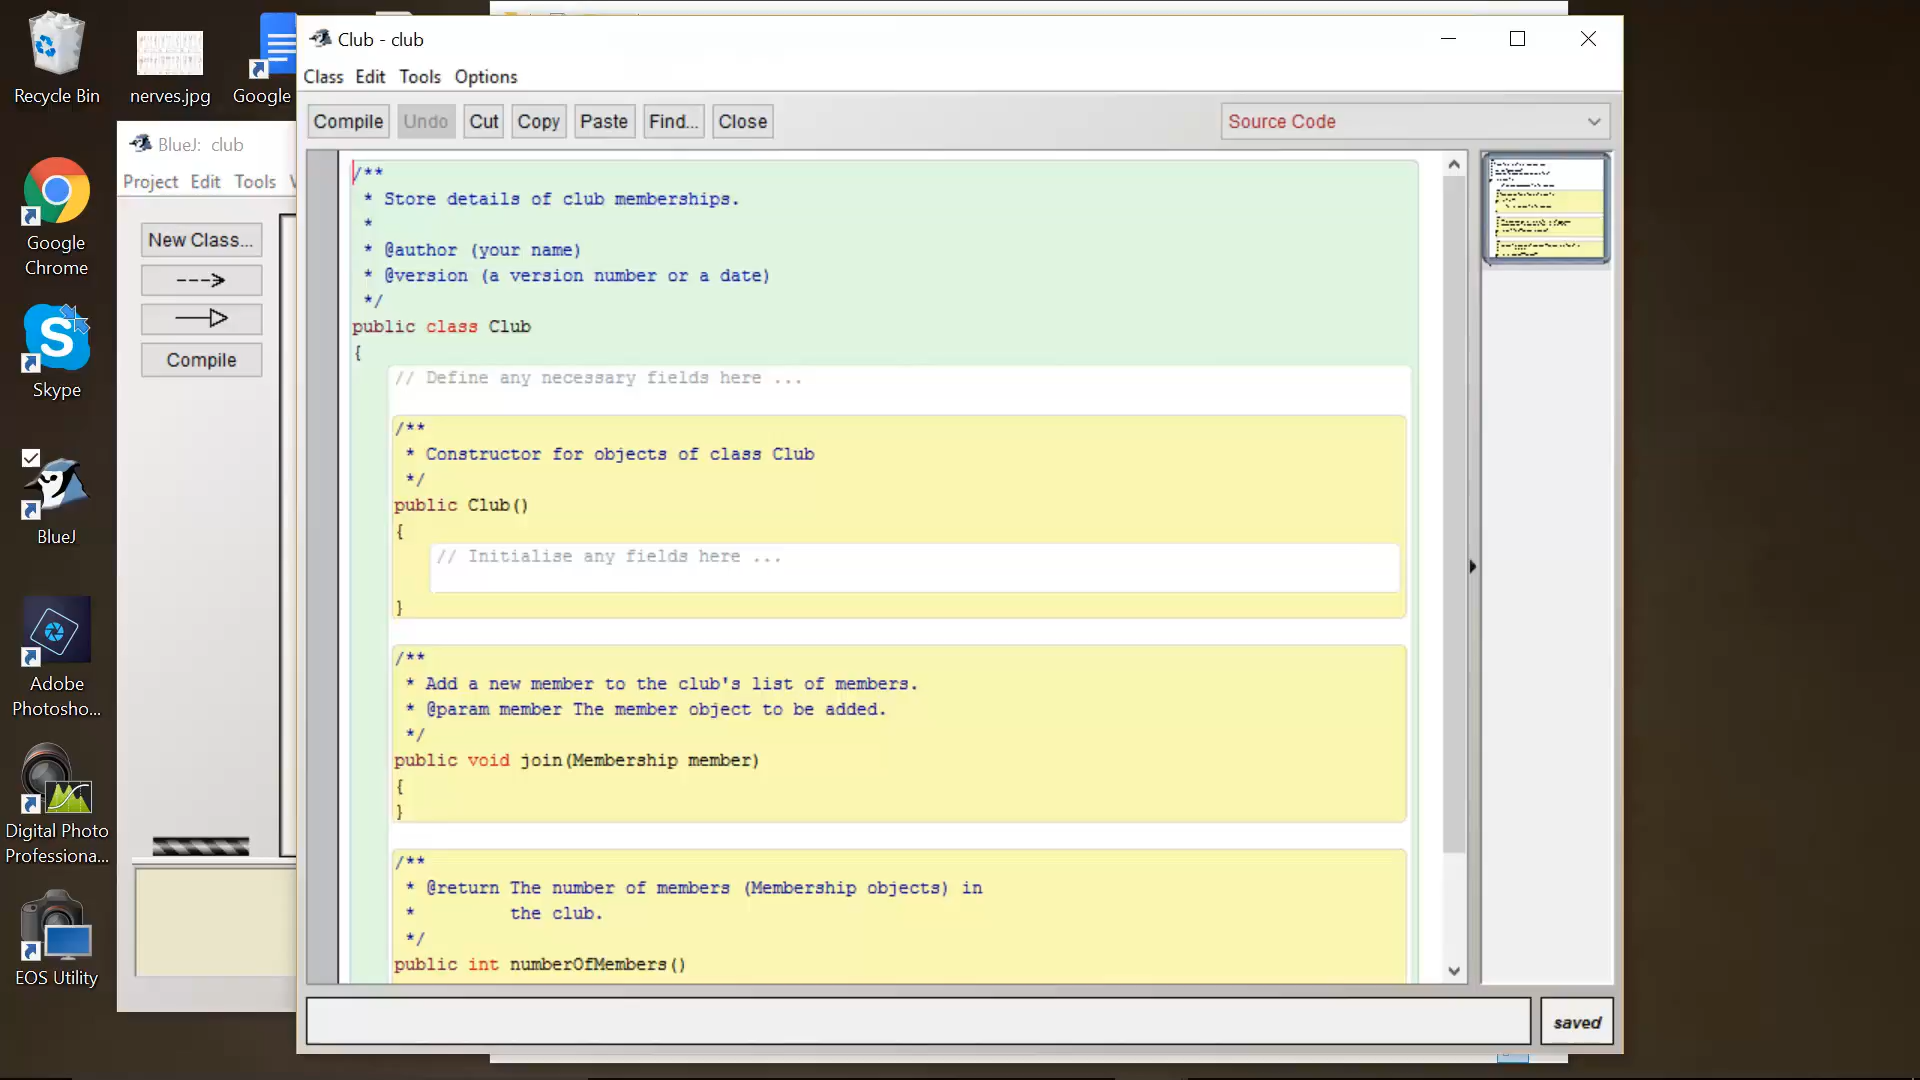 Recycle Bin
nerves.jpg
Google
Google
Chrome
Skype
BlueJ
Adobe
Photosho...
Digital Photo
Professiona...
EOS Utility
BlueJ: club
Project Edit Tools
New Class...
Compile
Club - club
Class Edit Tools Options
Compile Undo Cut Copy Paste Find... Close
Source Code
/**
 * Store details of club memberships.
 *
 * @author (your name)
 * @version (a version number or a date)
 */
public class Club
{
    // Define any necessary fields here ...
    /**
     * Constructor for objects of class Club
     */
    public Club()
    {
        // Initialise any fields here ...
    }
    /**
     * Add a new member to the club's list of members.
     * @param member The member object to be added.
     */
    public void join(Membership member)
    {
    }
    /**
     * @return The number of members (Membership objects) in
     *         the club.
     */
    public int numberOfMembers()
saved